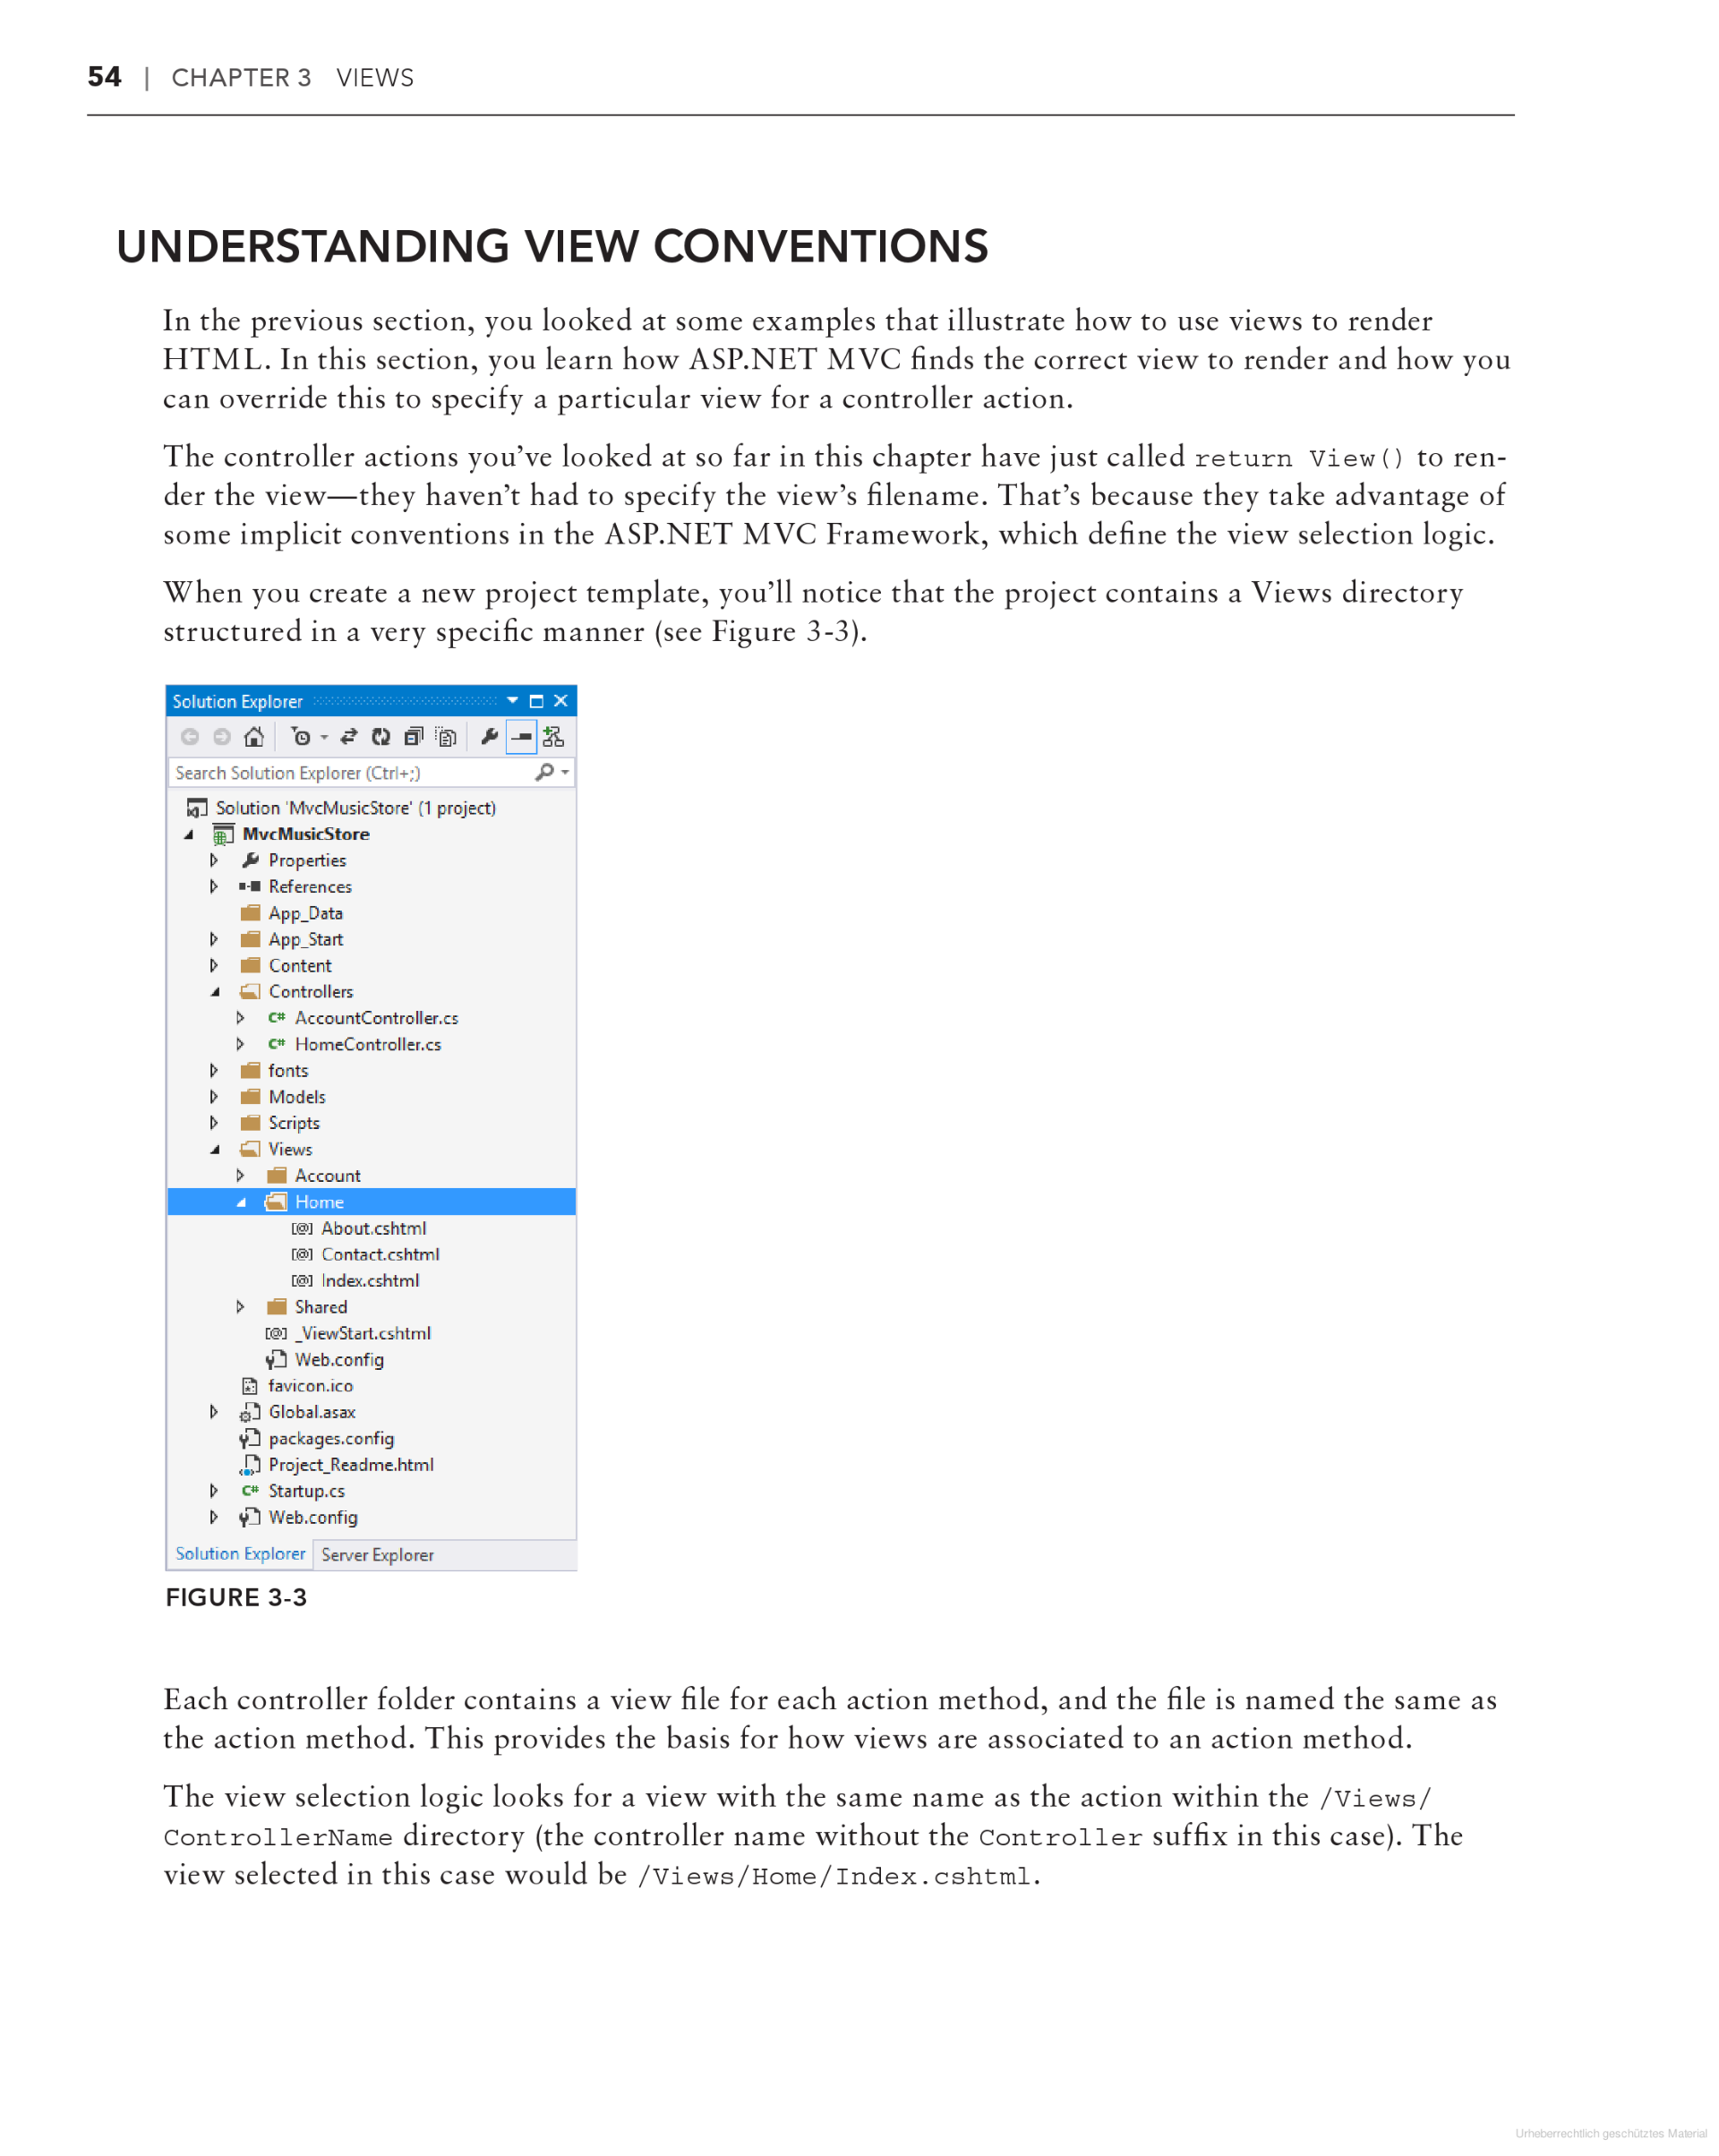 54 | CHAPTER 3 VIEWS
UNDERSTANDING VIEW CONVENTIONS
In the previous section, you looked at some examples that illustrate how to use views to render
HTML. In this section, you learn how ASP.NET MVC finds the correct view to render and how you
can override this to specify a particular view for a controller action.
The controller actions you’ve looked at so far in this chapter have just called return View() to ren-
der the view—they haven’t had to specify the view’s filename. That’s because they take advantage of
some implicit conventions in the ASP.NET MVC Framework, which define the view selection logic.
When you create a new project template, you’ll notice that the project contains a Views directory
structured in a very specific manner (see Figure 3-3).
Solution Explorer
Search Solution Explorer (Ctrl+;)
Solution 'MvcMusicStore' (1 project)
MvcMusicStore
Properties
References
App_Data
App_Start
Content
Controllers
C# AccountController.cs
C# HomeController.cs
fonts
Models
Scripts
Views
Account
Home
[@] About.cshtml
[@] Contact.cshtml
[@] Index.cshtml
Shared
[@] _ViewStart.cshtml
Web.config
favicon.ico
Global.asax
packages.config
Project_Readme.html
C# Startup.cs
Web.config
Solution Explorer Server Explorer
FIGURE 3-3
Each controller folder contains a view file for each action method, and the file is named the same as
the action method. This provides the basis for how views are associated to an action method.
The view selection logic looks for a view with the same name as the action within the /Views/
ControllerName directory (the controller name without the Controller suffix in this case). The
view selected in this case would be /Views/Home/Index.cshtml.
Urheberrechtlich geschütztes Material